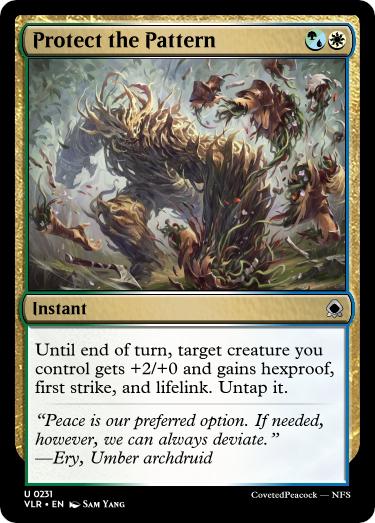 Protect the Pattern
Instant
Until end of turn, target creature you
control gets +2/+0 and gains hexproof,
first strike, and lifelink. Untap it.
“Peace is our preferred option. If needed,
however, we can always deviate.”
—Ery, Umber archdruid
U 0231
VLR • EN Sam Yang
CovetedPeacock — NFS